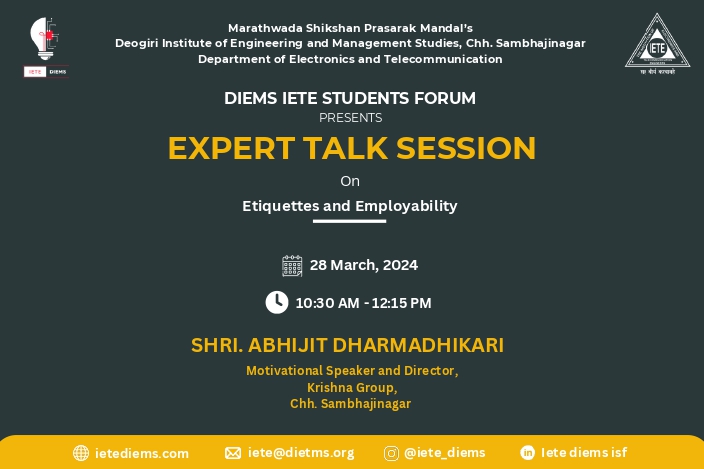 Marathwada Shikshan Prasarak Mandal's
Deogiri Institute of Engineering and Management Studies, Chh. Sambhajinagar
Department of Electronics and Telecommunication
IETE DIEMS
IETE
DIEMS IETE STUDENTS FORUM
PRESENTS
EXPERT TALK SESSION
On
Etiquettes and Employability
28 March, 2024
10:30 AM - 12:15 PM
SHRI. ABHIJIT DHARMADHIKARI
Motivational Speaker and Director,
Krishna Group,
Chh. Sambhajinagar
ietediems.com
iete@dietms.org
@iete_diems
in
Iete diems isf